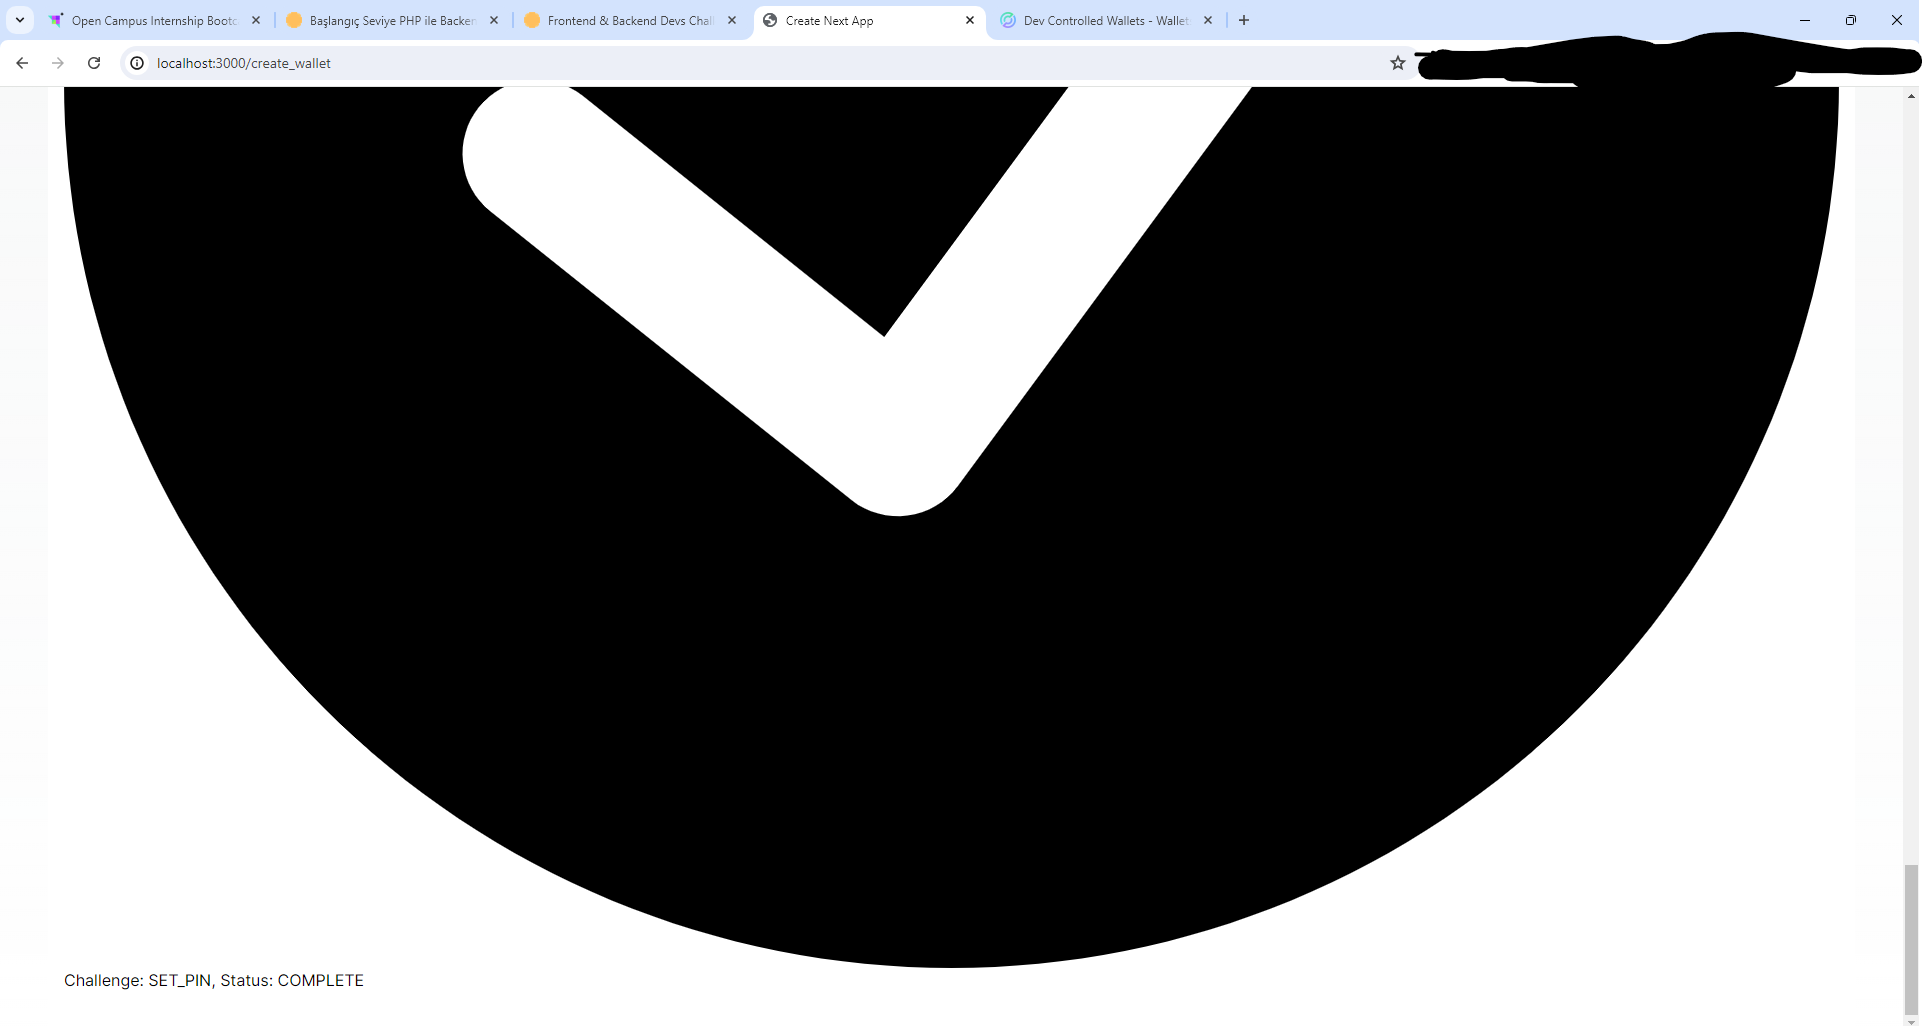 Open Campus Internship Bootc
Başlangıç Seviye PHP ile Backen
Frontend & Backend Devs Chal
Create Next App
Dev Controlled Wallets - Wallet
localhost:3000/create_wallet
Challenge: SET_PIN, Status: COMPLETE